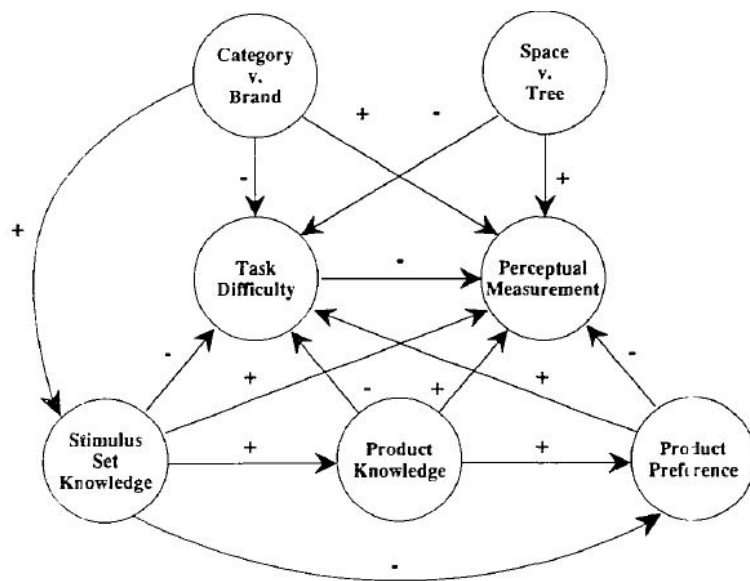 Category
v.
Brand
Space
v.
Tree
+
-
-
+
+
Task
Difficulty
-
Perceptual
Measurement
-
+
-
+
+
-
Stimulus
Set
Knowledge
+
Product
Knowledge
+
Product
Preference
-